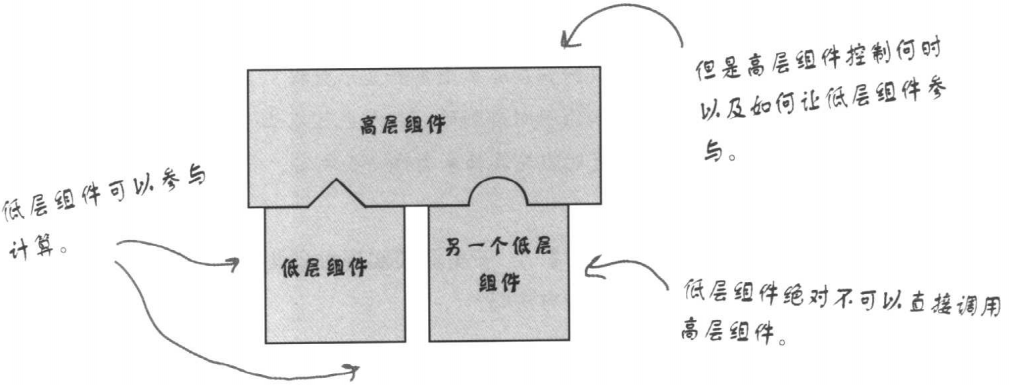 但是高层组件控制何时
以及如何让低层组件参
与。
高层组件
低层组件可以参与
计算。
低层组件
另一个低层
组件
低层组件绝对不可以直接调用
高层组件。